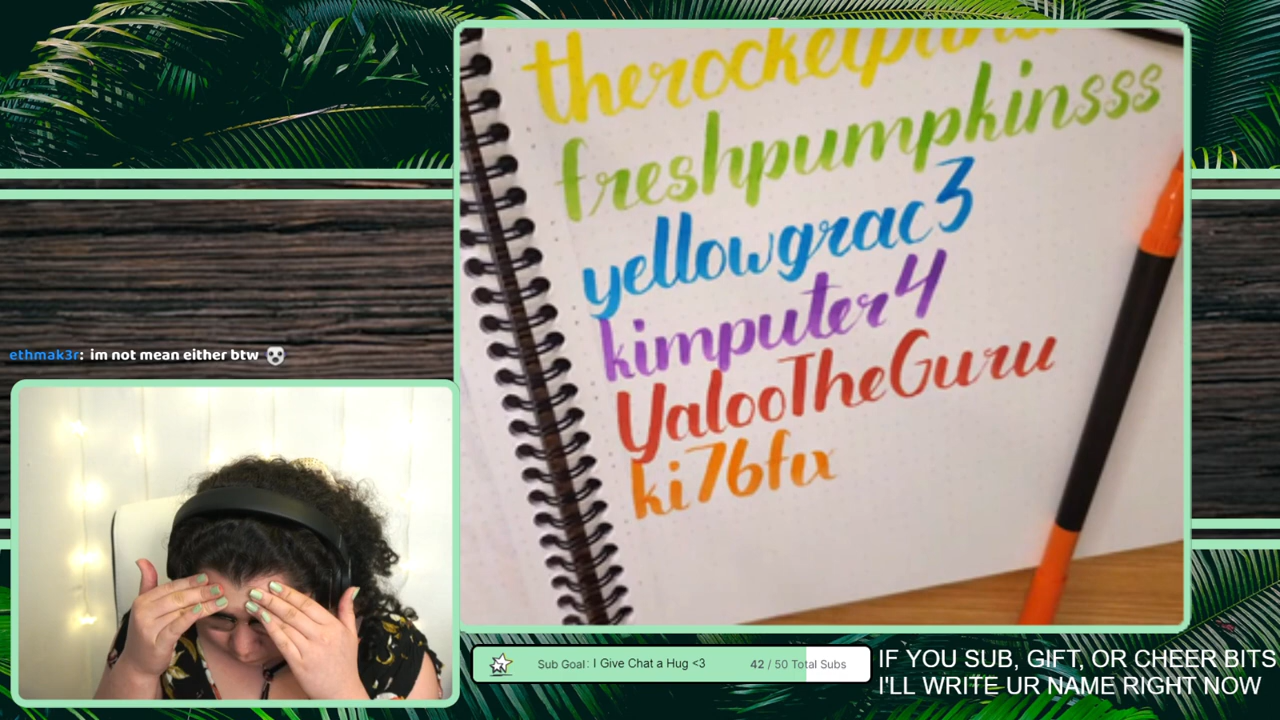 freshpumpkinsss
yellowgrac3
kimputer4
YalooTheGuru
ki76fix
ethmak3r: im not mean either btw
Sub Goal: I Give Chat a Hug <3
42 / 50 Total Subs
IF YOU SUB, GIFT, OR CHEER BITS
I'LL WRITE UR NAME RIGHT NOW